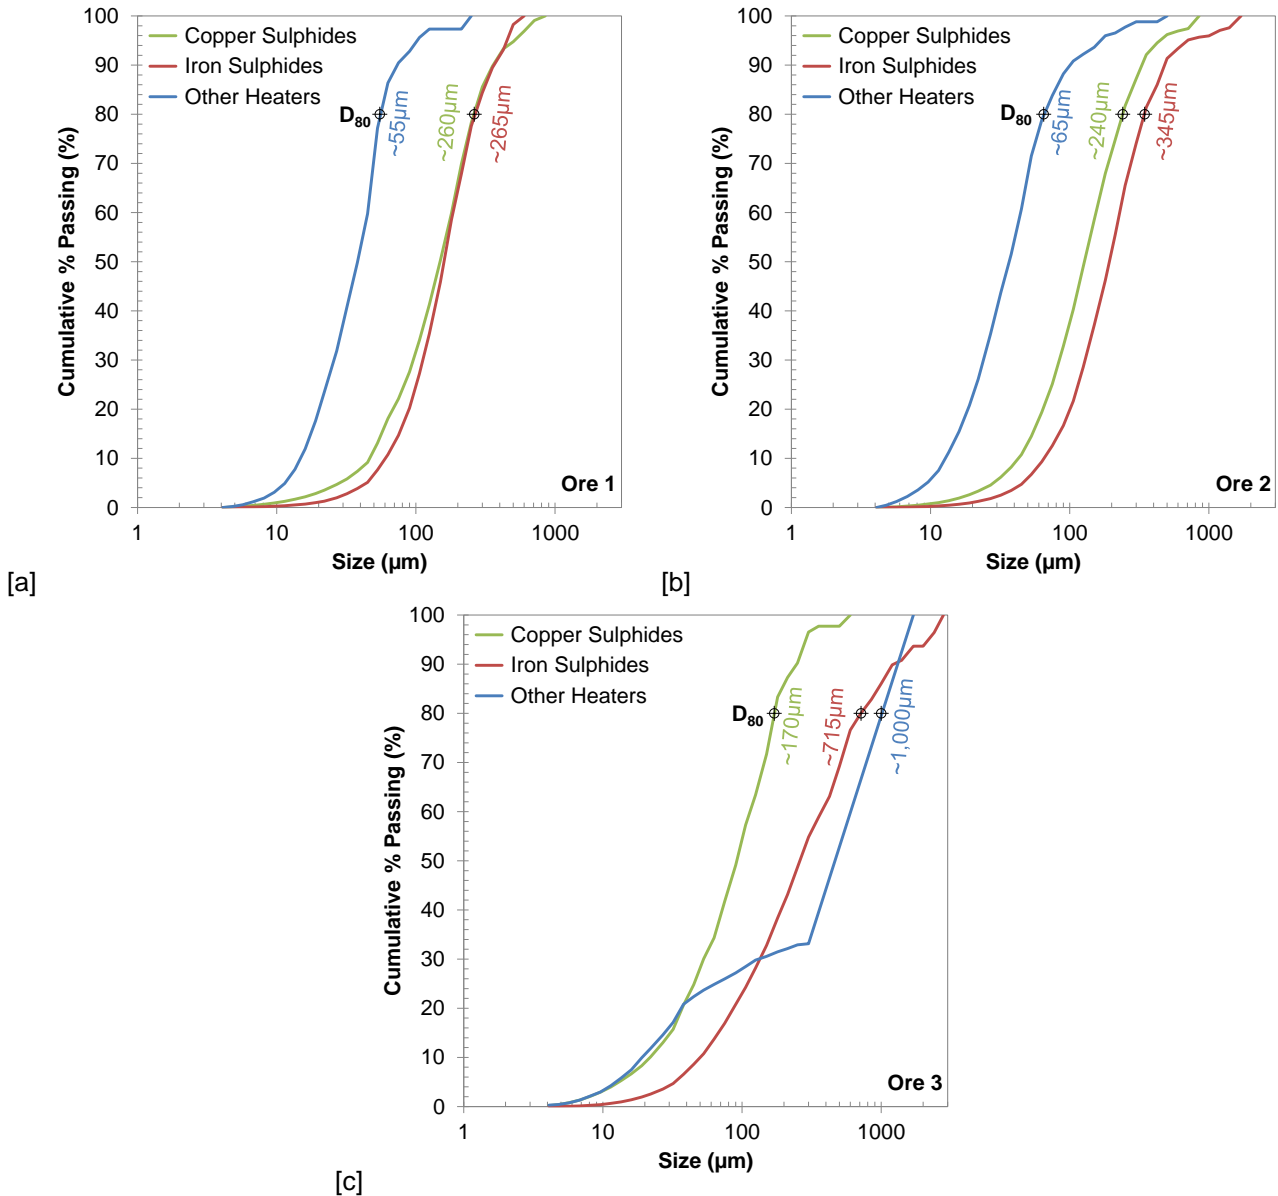 Copper Sulphides
Iron Sulphides
Other Heaters
100
90
80
70
60
50
40
30
20
10
0
Cumulative % Passing (%)
D80
~55µm
~260µm
~265µm
Ore 1
1
10
100
1000
Size (µm)
[a]
Copper Sulphides
Iron Sulphides
Other Heaters
100
90
80
70
60
50
40
30
20
10
0
Cumulative % Passing (%)
D80
~65µm
~240µm
~345µm
Ore 2
1
10
100
1000
Size (µm)
[b]
Copper Sulphides
Iron Sulphides
Other Heaters
100
90
80
70
60
50
40
30
20
10
0
Cumulative % Passing (%)
D80
~170µm
~715µm
~1,000µm
Ore 3
1
10
100
1000
Size (µm)
[c]